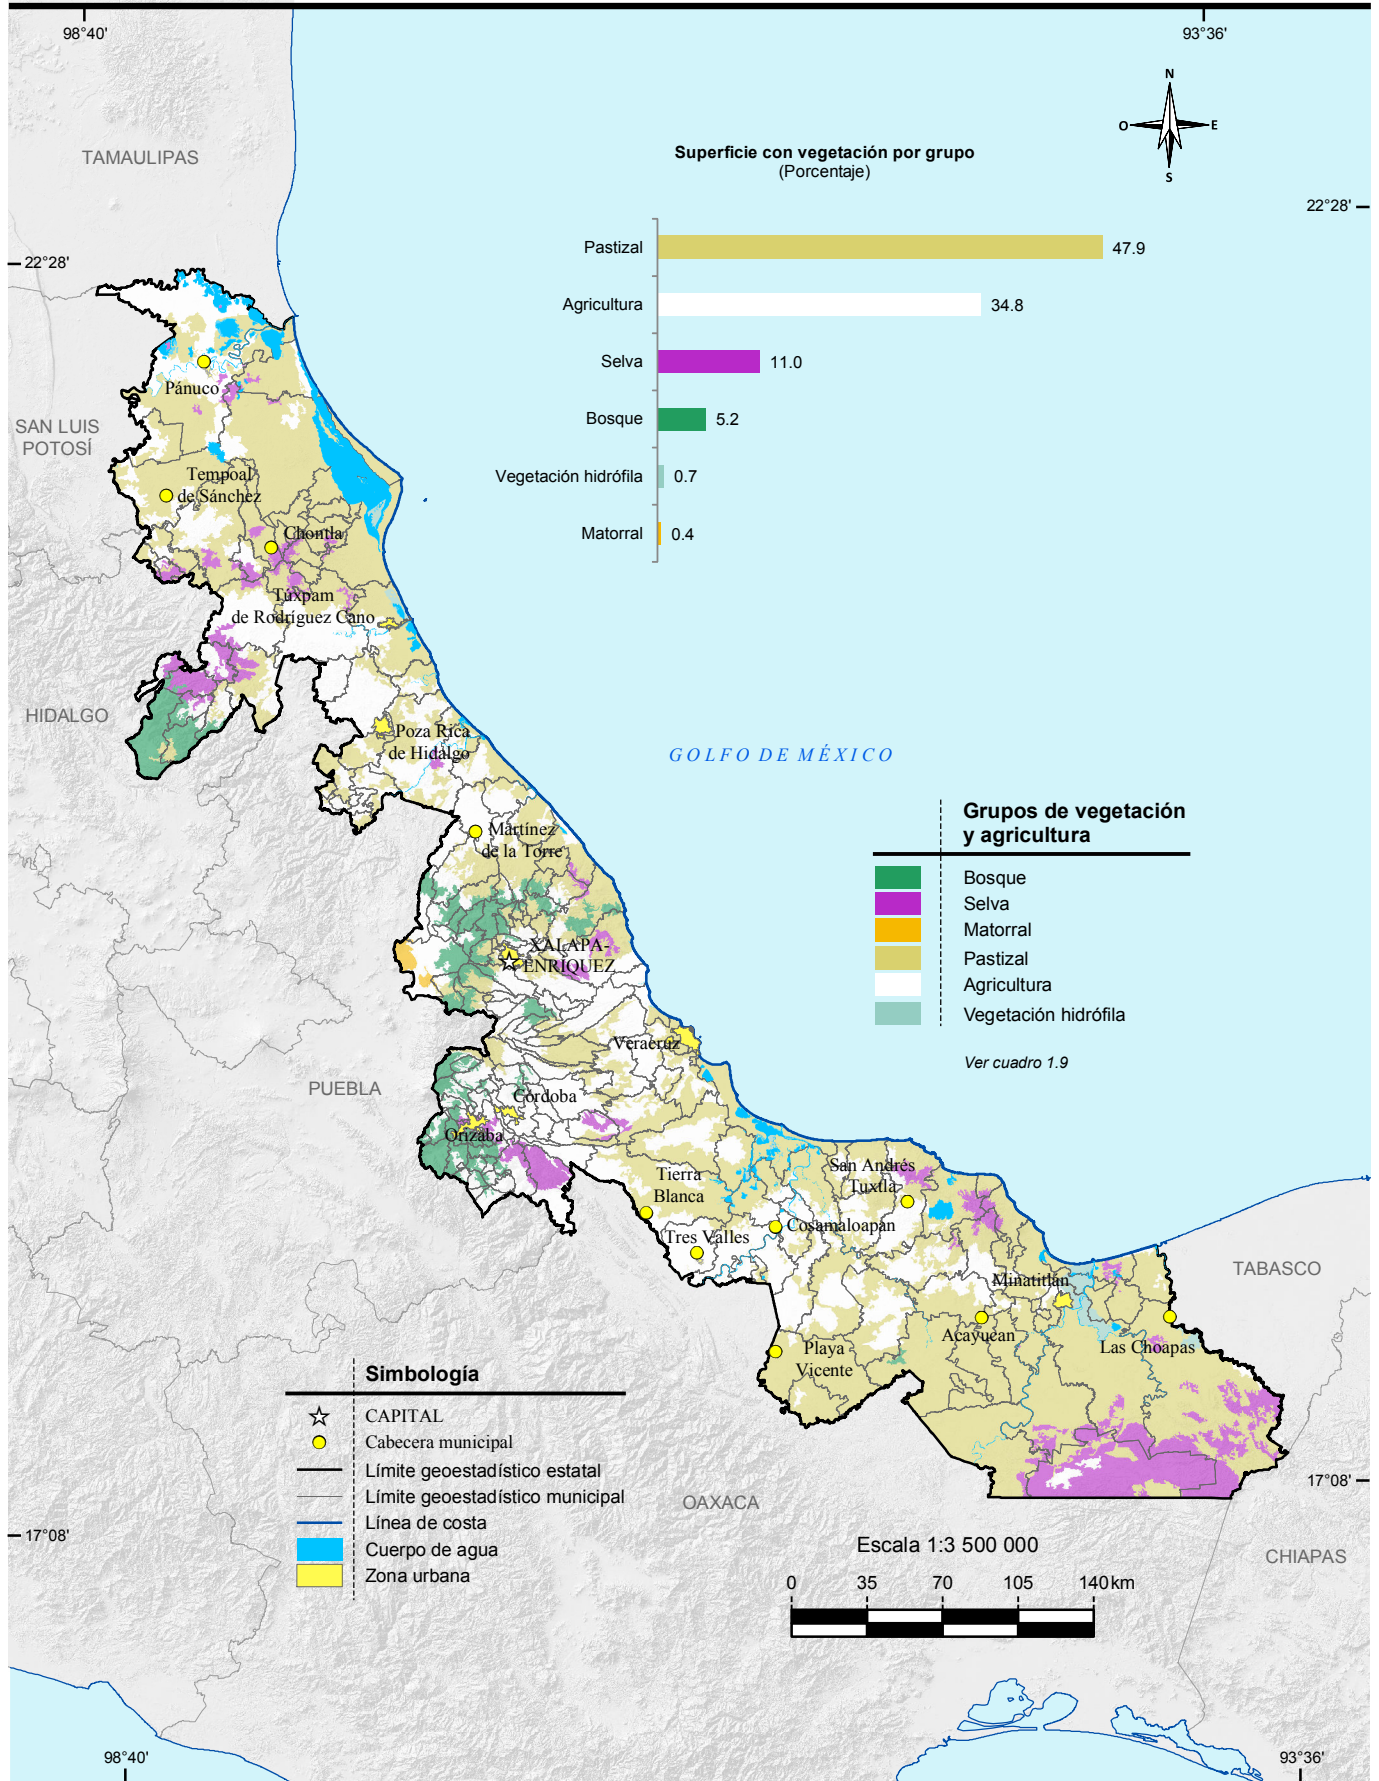 98°40'
93°36'
N
O
E
S
TAMAULIPAS
Superficie con vegetación por grupo
(Porcentaje)
22°28'
22°28'
Pastizal
47.9
Agricultura
34.8
Selva
11.0
Bosque
5.2
Vegetación hidrófila
0.7
Matorral
0.4
Pánuco
SAN LUIS
POTOSÍ
Tempoal
de Sánchez
Chontla
Túxpam
de Rodríguez Cano
HIDALGO
Poza Rica
de Hidalgo
GOLFO DE MÉXICO
Martínez
de la Torre
Grupos de vegetación
y agricultura
Bosque
Selva
Matorral
Pastizal
Agricultura
Vegetación hidrófila
Ver cuadro 1.9
XALAPA-
ENRÍQUEZ
Veracruz
PUEBLA
Córdoba
Orizaba
Tierra
Blanca
San Andrés
Tuxtla
Tres Valles
Cosamaloapan
TABASCO
Minatitlán
Acayucan
Las Choapas
Playa
Vicente
Simbología
CAPITAL
Cabecera municipal
Límite geoestadístico estatal
Límite geoestadístico municipal
Línea de costa
Cuerpo de agua
Zona urbana
OAXACA
17°08'
17°08'
CHIAPAS
Escala 1:3 500 000
0
35
70
105
140 km
98°40'
93°36'